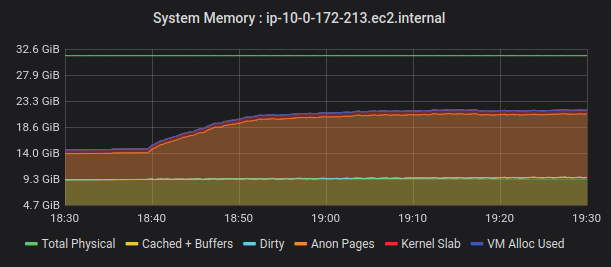 System Memory : ip-10-0-172-213.ec2.internal
32.6 GiB
27.9 GiB
23.3 GiB
18.6 GiB
14.0 GiB
9.3 GiB
4.7 GiB
18:30 18:40 18:50 19:00 19:10 19:20 19:30
Total Physical Cached + Buffers Dirty Anon Pages Kernel Slab VM Alloc Used